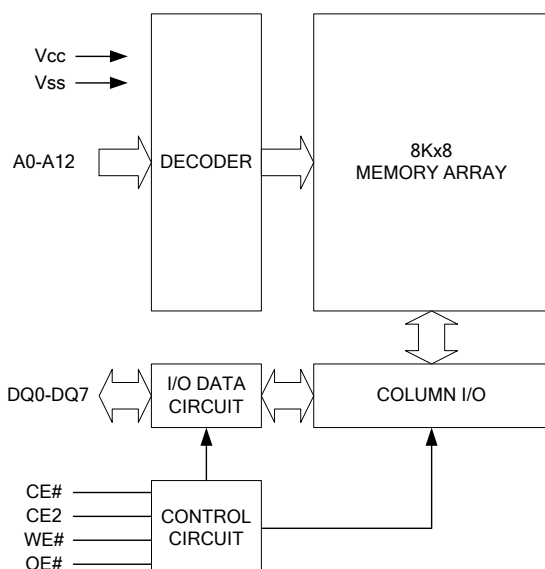 Vcc
Vss
A0-A12
DECODER
8Kx8
MEMORY ARRAY
DQ0-DQ7
I/O DATA
CIRCUIT
COLUMN I/O
CE#
CE2
WE#
OE#
CONTROL
CIRCUIT